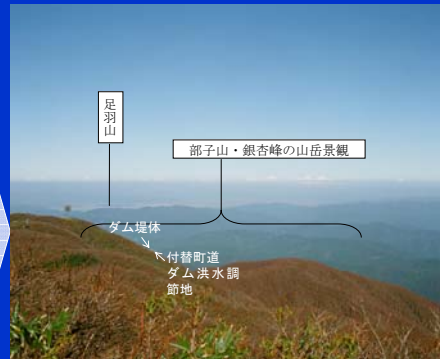 足羽山
部子山・銀杏峰の山岳景観
ダム堤体
付替町道
ダム洪水調
節地